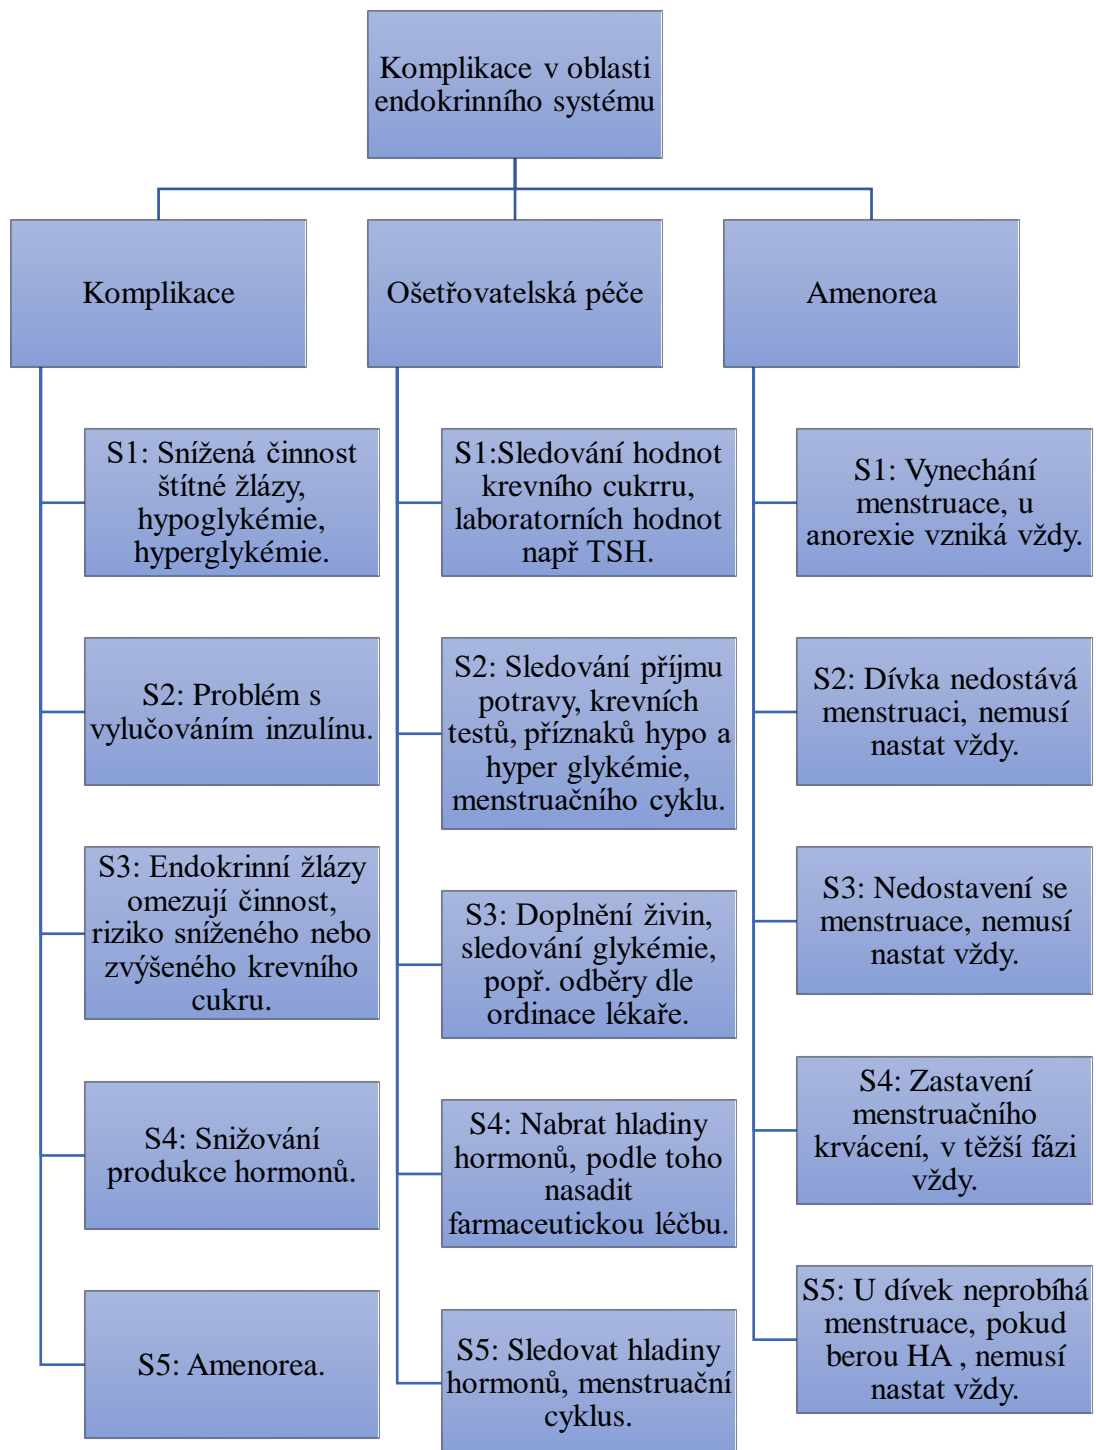 Komplikace v oblasti
endokrinního systému
Komplikace
S1: Snížená činnost
štítné žlázy,
hypoglykémie,
hyperglykémie.
S2: Problém s
vylučováním inzulínu.
S3: Endokrinní žlázy
omezují činnost,
riziko sníženého nebo
zvýšeného krevního
cukru.
S4: Snižování
produkce hormonů.
S5: Amenorea.
Ošetřovatelská péče
S1:Sledování hodnot
krevního cukrru,
laboratorních hodnot
např TSH.
S2: Sledování příjmu
potravy, krevních
testů, příznaků hypo a
hyper glykémie,
menstruačního cyklu.
S3: Doplnění živin,
sledování glykémie,
popř. odběry dle
ordinace lékaře.
S4: Nabrat hladiny
hormonů, podle toho
nasadit
farmaceutickou léčbu.
S5: Sledovat hladiny
hormonů, menstruační
cyklus.
Amenorea
S1: Vynechání
menstruace, u
anorexie vzniká vždy.
S2: Dívka nedostává
menstruaci, nemusí
nastat vždy.
S3: Nedostavení se
menstruace, nemusí
nastat vždy.
S4: Zastavení
menstruačního
krvácení, v těžší fázi
vždy.
S5: U dívek neprobíhá
menstruace, pokud
berou HA , nemusí
nastat vždy.